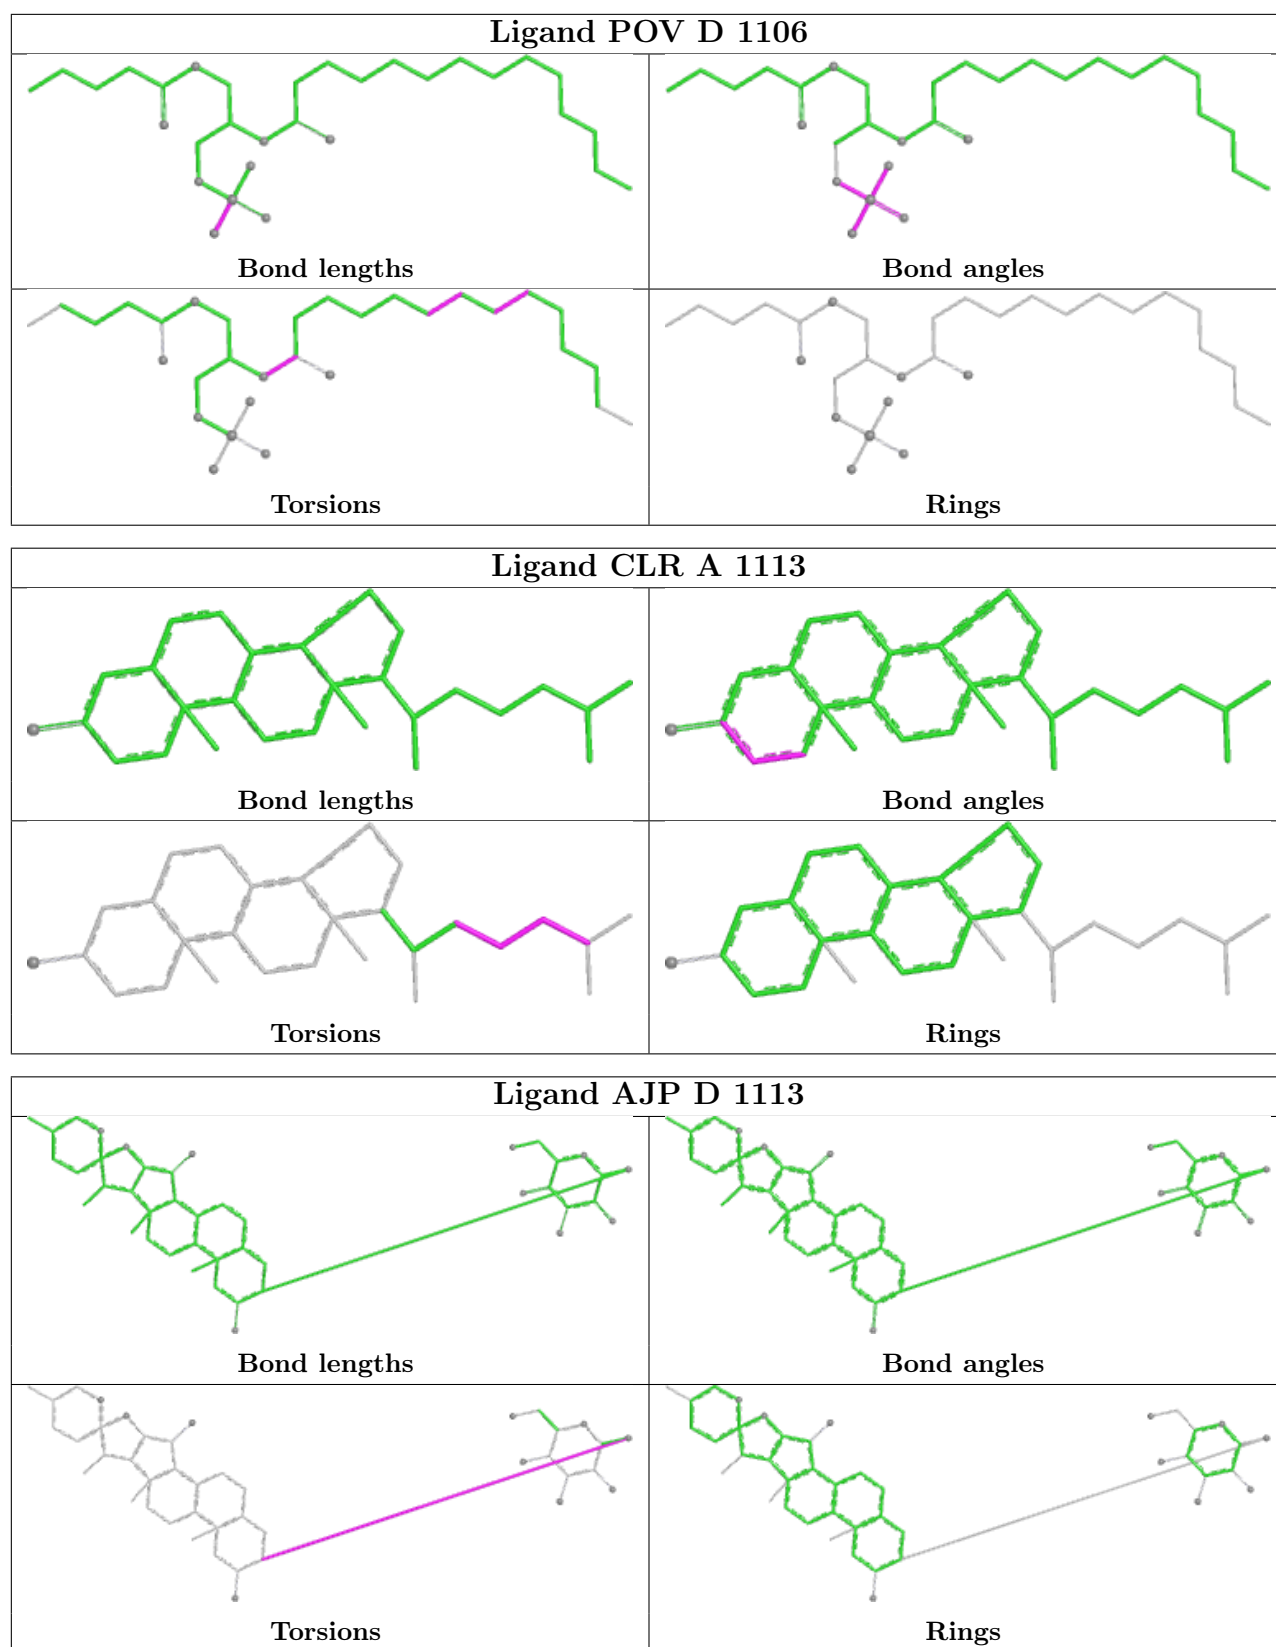 Ligand POV D 1106
Bond lengths
Bond angles
Torsions
Rings
Ligand CLR A 1113
Bond lengths
Bond angles
Torsions
Rings
Ligand AJP D 1113
Bond lengths
Bond angles
Torsions
Rings